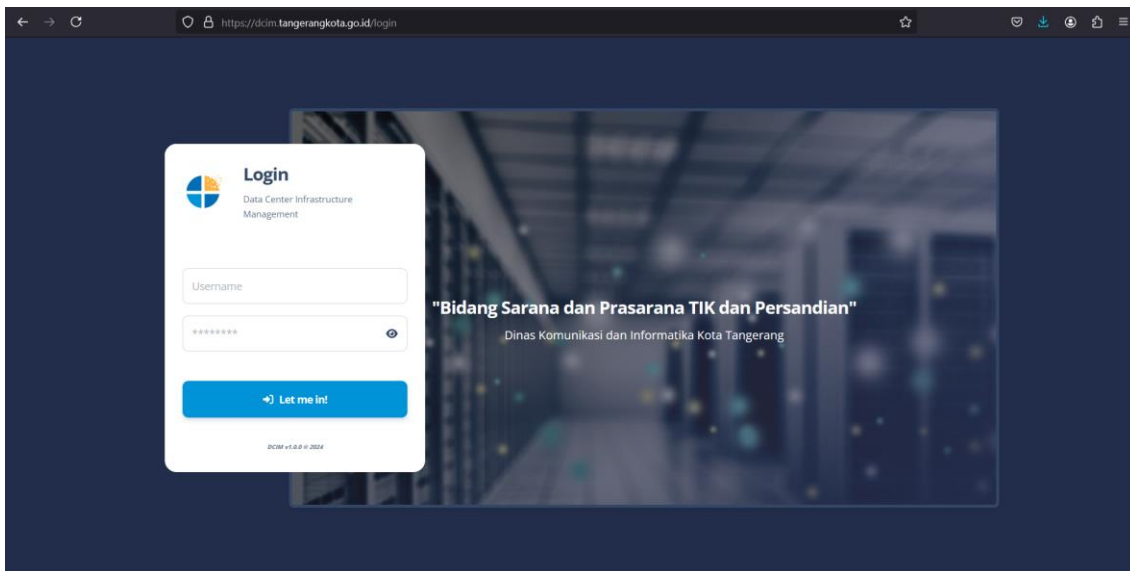 https://dcim.tangerangkota.go.id/login
Login
Data Center Infrastructure
Management
Username
********
Let me in!
DCIM v1.0.0 © 2024
"Bidang Sarana dan Prasarana TIK dan Persandian"
Dinas Komunikasi dan Informatika Kota Tangerang